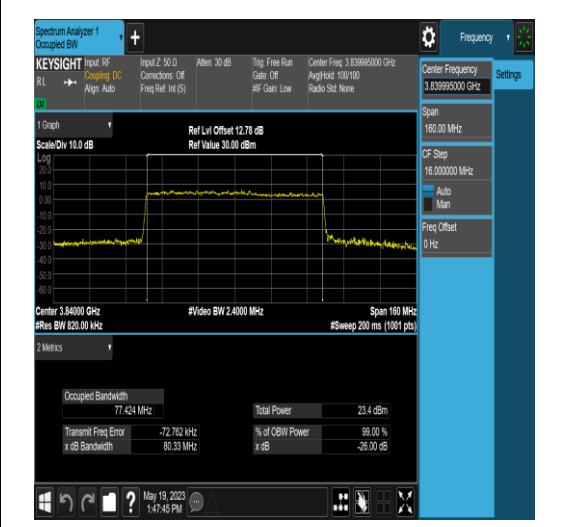 Spectrum Analyzer 1
Occupied BW
+
Frequency
KEYSIGHT
RL
Input: RF
Coupling: DC
Align: Auto
Input Z: 50 Ω
Corrections: Off
Freq Ref: Int (S)
Atten: 30 dB
Trig: Free Run
Gate: Off
#IF Gain: Low
Center Freq: 3.839995000 GHz
Avg|Hold: 100/100
Radio Std: None
Center Frequency
3.839995000 GHz
Settings
Span
160.00 MHz
CF Step
16.000000 MHz
Auto
Man
Freq Offset
0 Hz
1 Graph
Scale/Div 10.0 dB
Ref Lvl Offset 12.78 dB
Ref Value 30.00 dBm
Log
20.0
10.0
0.00
-10.0
-20.0
-30.0
-40.0
-50.0
-60.0
Center 3.84000 GHz
#Res BW 820.00 kHz
#Video BW 2.4000 MHz
Span 160 MHz
#Sweep 200 ms (1001 pts)
2 Metrics
Occupied Bandwidth
77.424 MHz
Total Power 23.4 dBm
Transmit Freq Error -72.762 kHz
% of OBW Power 99.00 %
x dB Bandwidth 80.33 MHz
x dB -26.00 dB
?
May 19, 2023
1:47:45 PM